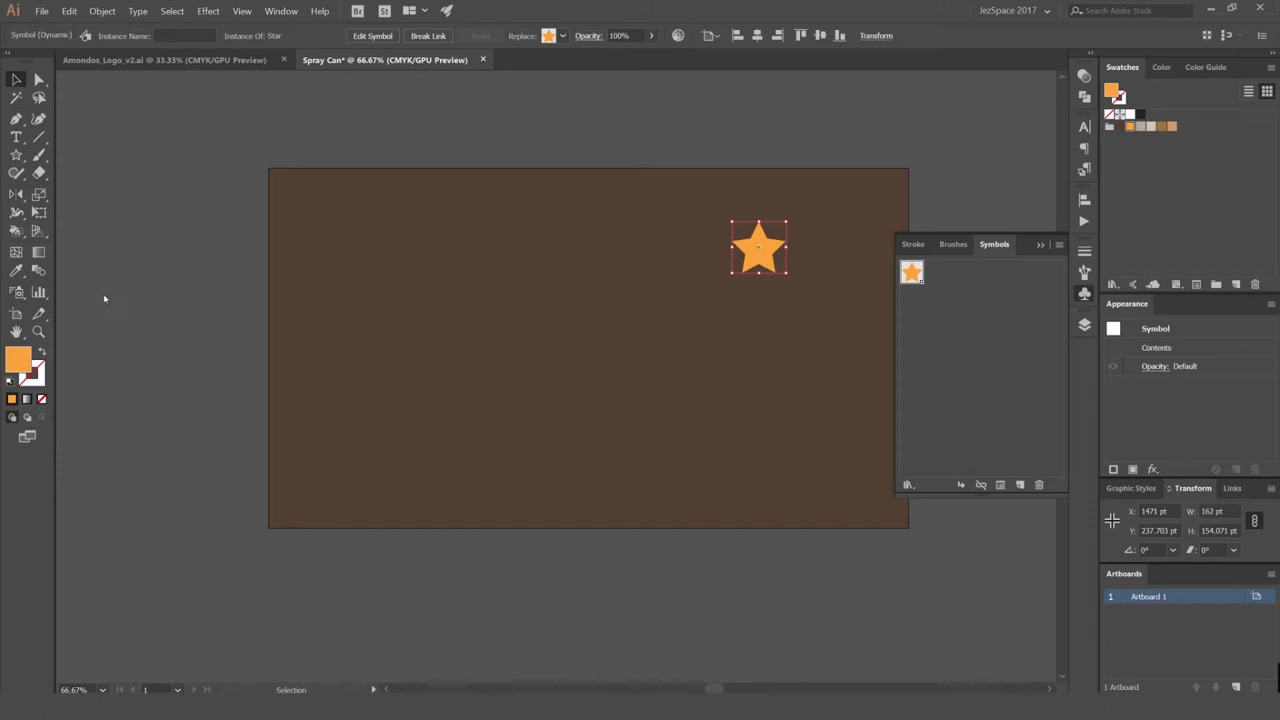 Ai File Edit Object Type Select Effect View Window Help Br St JezSpace 2017 Search Adobe Stock
Symbol (Dynamic) Instance Name: Instance Of: Star Edit Symbol Break Link Reset Replace: Opacity: 100% Transform
Amondos_Logo_v2.ai @ 33.33% (CMYK/GPU Preview) Spray Can* @ 66.67% (CMYK/GPU Preview)
Swatches Color Color Guide
Stroke Brushes Symbols
Appearance
Symbol
Contents
Opacity: Default
fx
Graphic Styles Transform Links
X: 1471 pt W: 162 pt
Y: 237.703 pt H: 154.071 pt
0° 0°
Artboards
1 Artboard 1
66.67% 1 Selection 1 Artboard